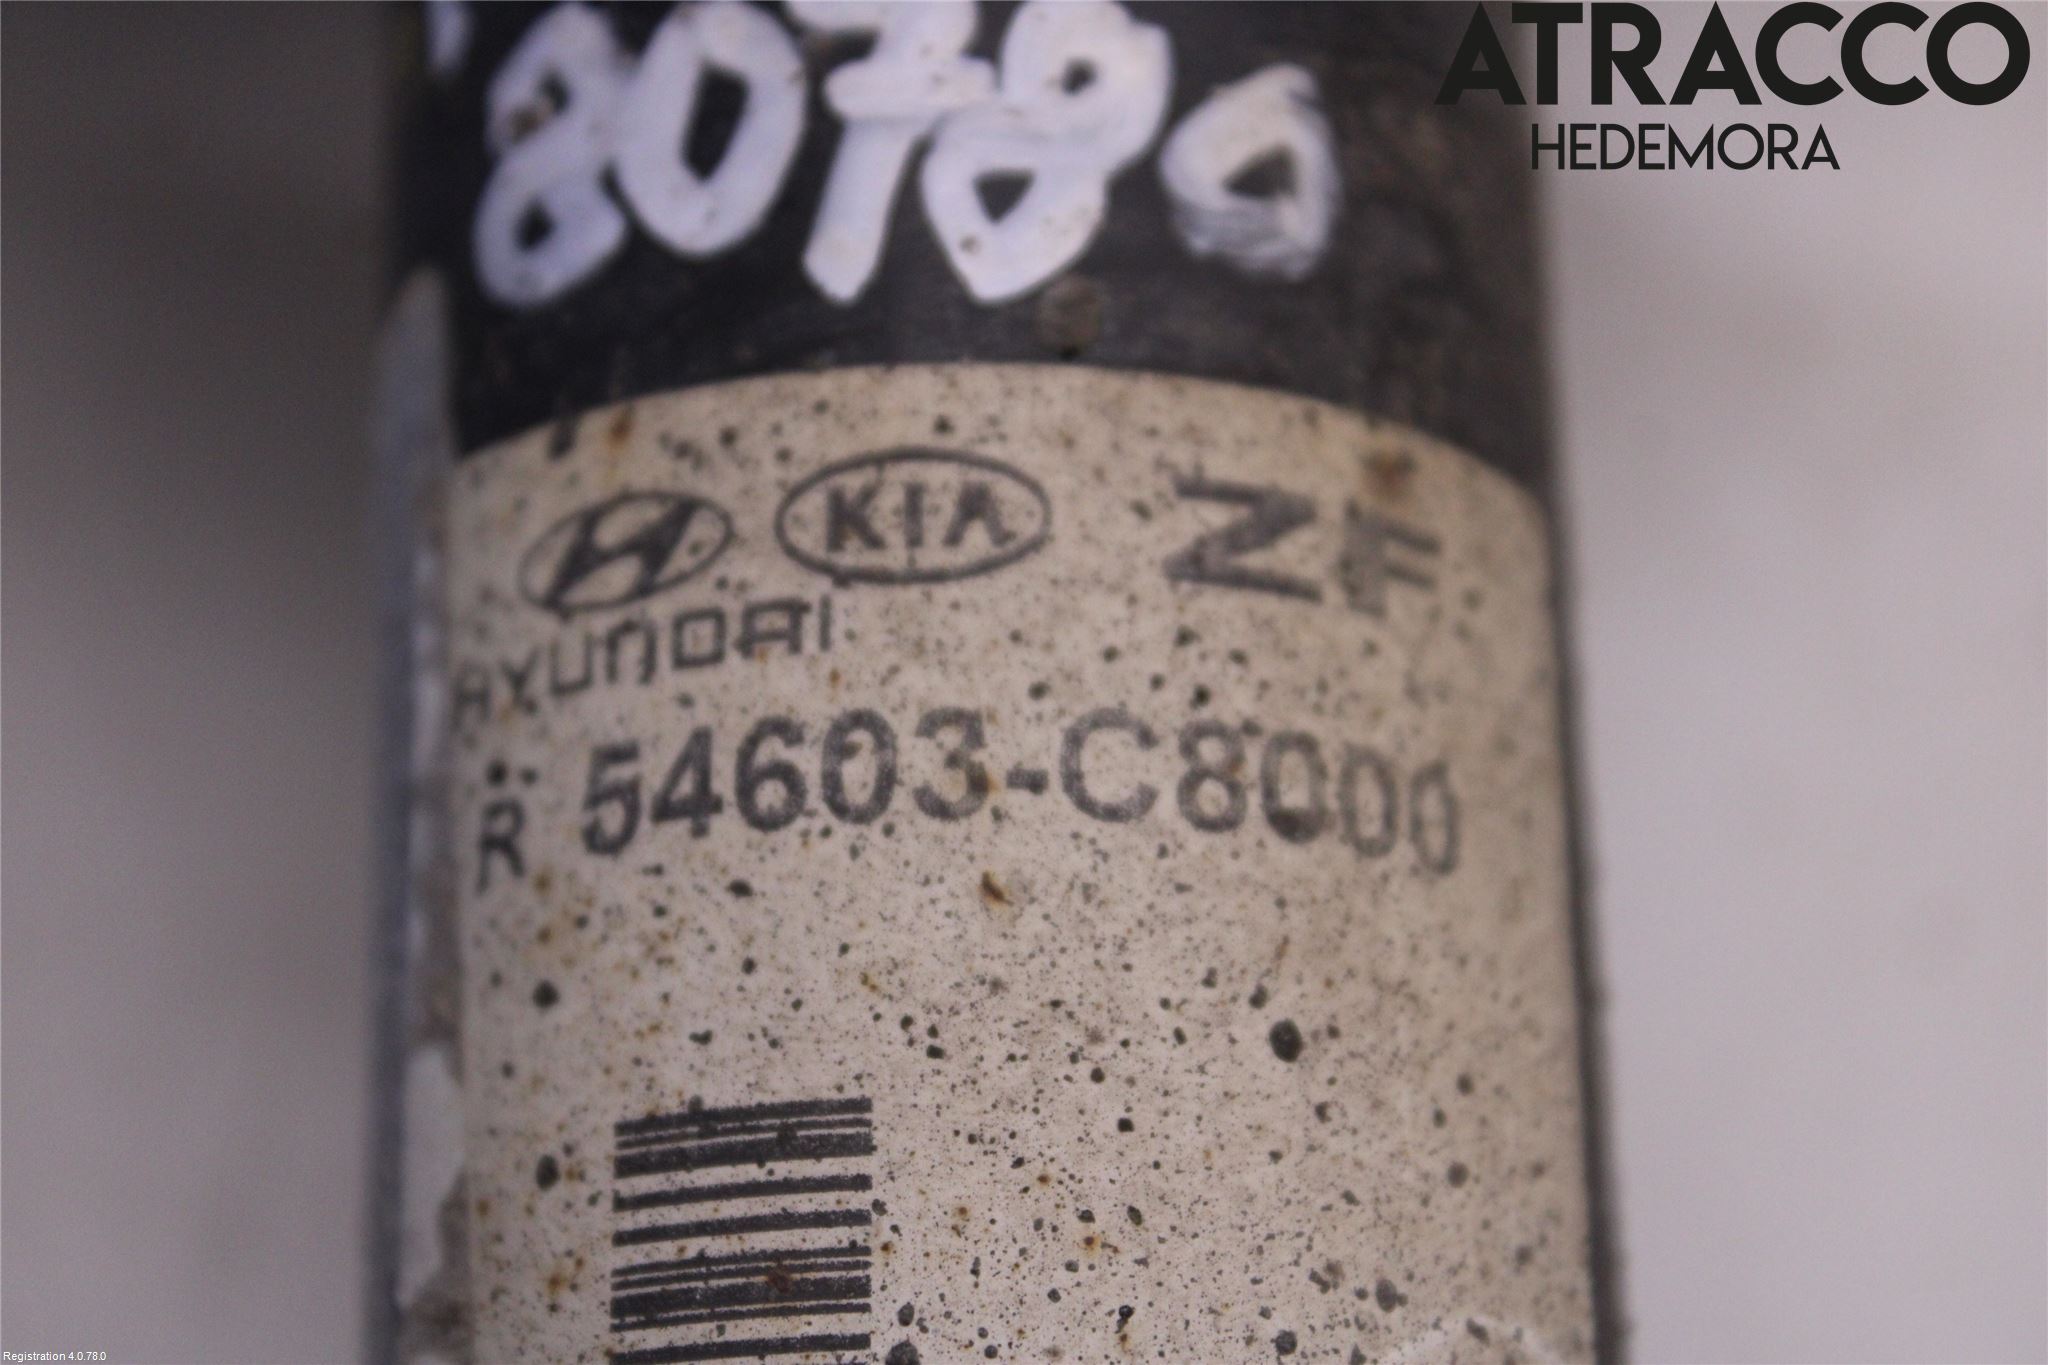 ATRACCO
HEDEMORA
80780
KIA ZF
HYUNDAI
R 54603-C8000
Registration 4.0.78.0